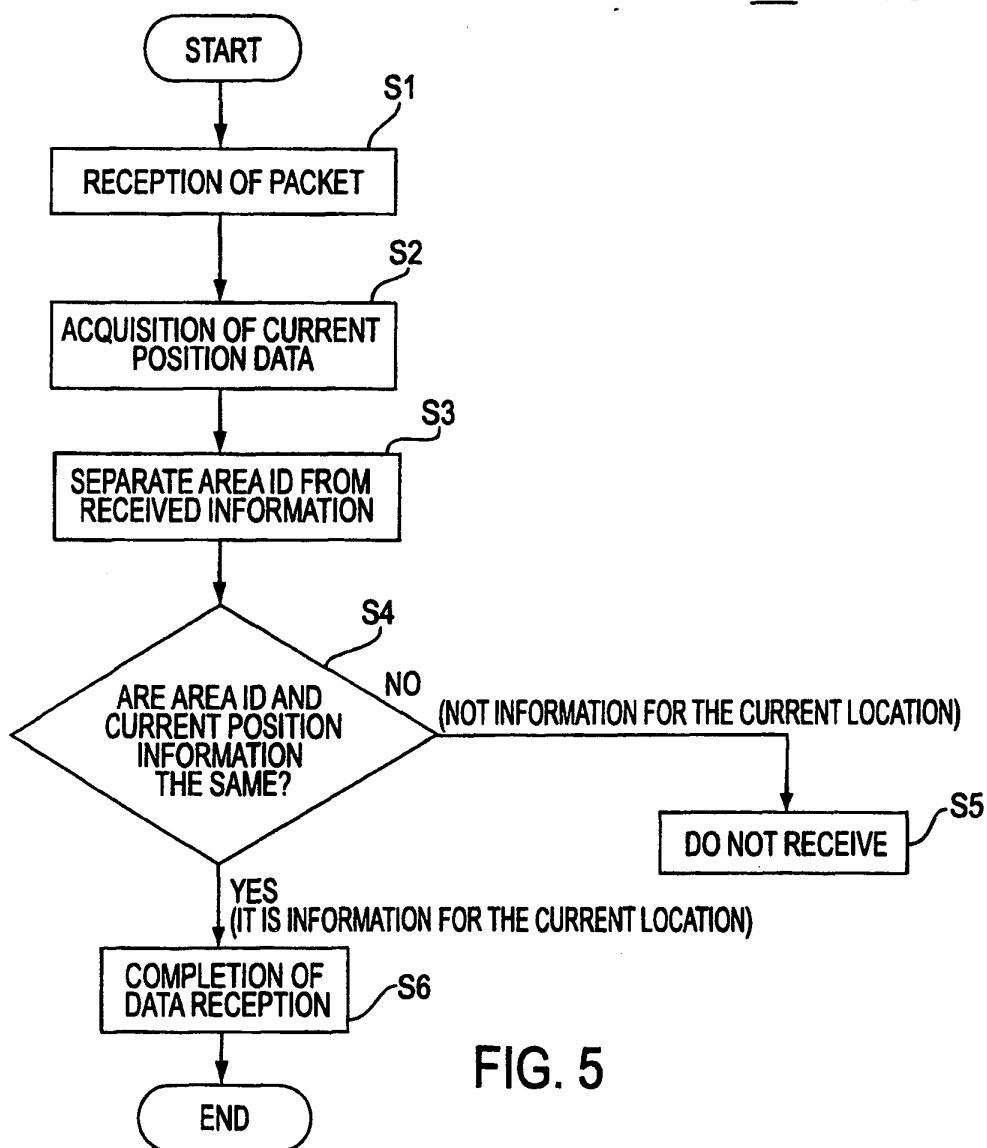 START
S1
RECEPTION OF PACKET
S2
ACQUISITION OF CURRENT
POSITION DATA
S3
SEPARATE AREA ID FROM
RECEIVED INFORMATION
S4
ARE AREA ID AND
CURRENT POSITION
INFORMATION
THE SAME?
NO
(NOT INFORMATION FOR THE CURRENT LOCATION)
S5
DO NOT RECEIVE
YES
(IT IS INFORMATION FOR THE CURRENT LOCATION)
COMPLETION OF
DATA RECEPTION
S6
END
FIG. 5